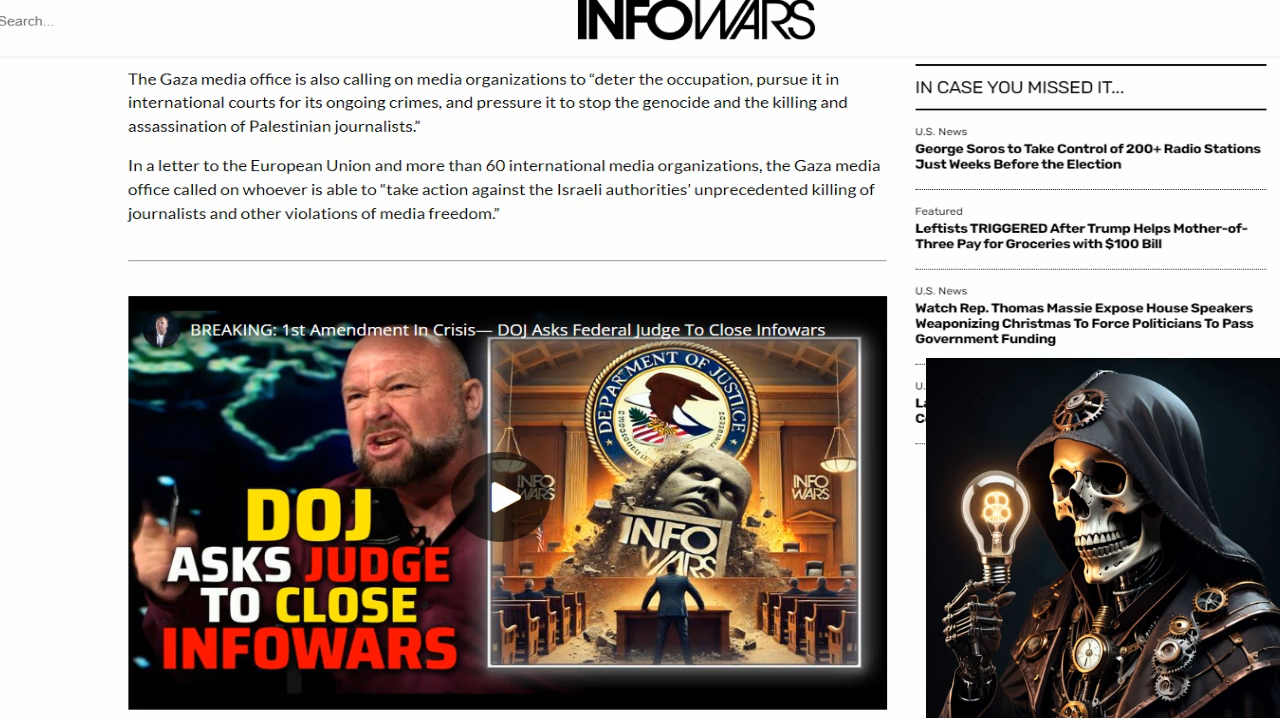 Search...
INFOWARS
The Gaza media office is also calling on media organizations to “deter the occupation, pursue it in
international courts for its ongoing crimes, and pressure it to stop the genocide and the killing and
assassination of Palestinian journalists.”
In a letter to the European Union and more than 60 international media organizations, the Gaza media
office called on whoever is able to “take action against the Israeli authorities’ unprecedented killing of
journalists and other violations of media freedom.”
BREAKING: 1st Amendment In Crisis— DOJ Asks Federal Judge To Close Infowars
DOJ
ASKS JUDGE
TO CLOSE
INFOWARS
DEPARTMENT OF JUSTICE
INFO
WARS
INFO
WARS
INFO
WARS
IN CASE YOU MISSED IT...
U.S. News
George Soros to Take Control of 200+ Radio Stations
Just Weeks Before the Election
Featured
Leftists TRIGGERED After Trump Helps Mother-of-
Three Pay for Groceries with $100 Bill
U.S. News
Watch Rep. Thomas Massie Expose House Speakers
Weaponizing Christmas To Force Politicians To Pass
Government Funding